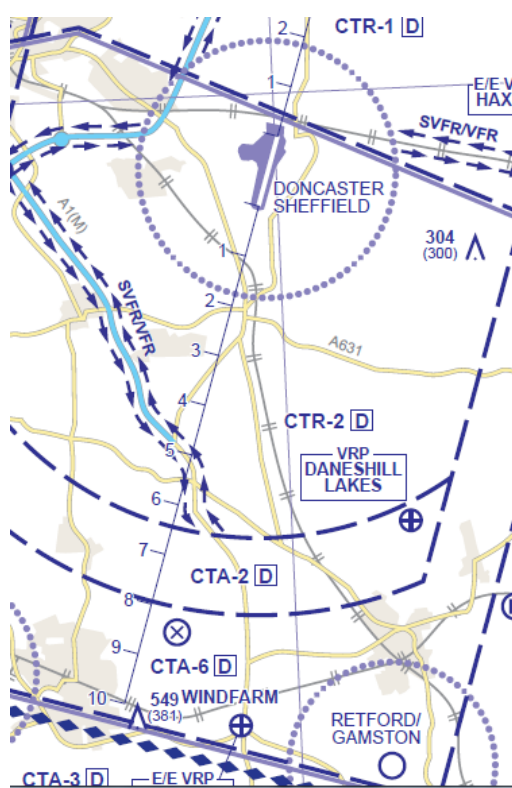 2
CTR-1 D
1
E/E V
HAX
SVFR/VFR
DONCASTER
SHEFFIELD
A1(M)
304
(300)
1
2
SVFR/VFR
3
A631
4
CTR-2 D
5
VRP
DANESHILL
LAKES
6
7
CTA-2 D
8
9
CTA-6 D
10
549 WINDFARM
(381)
RETFORD/
GAMSTON
CTA-3 D
E/E VRP